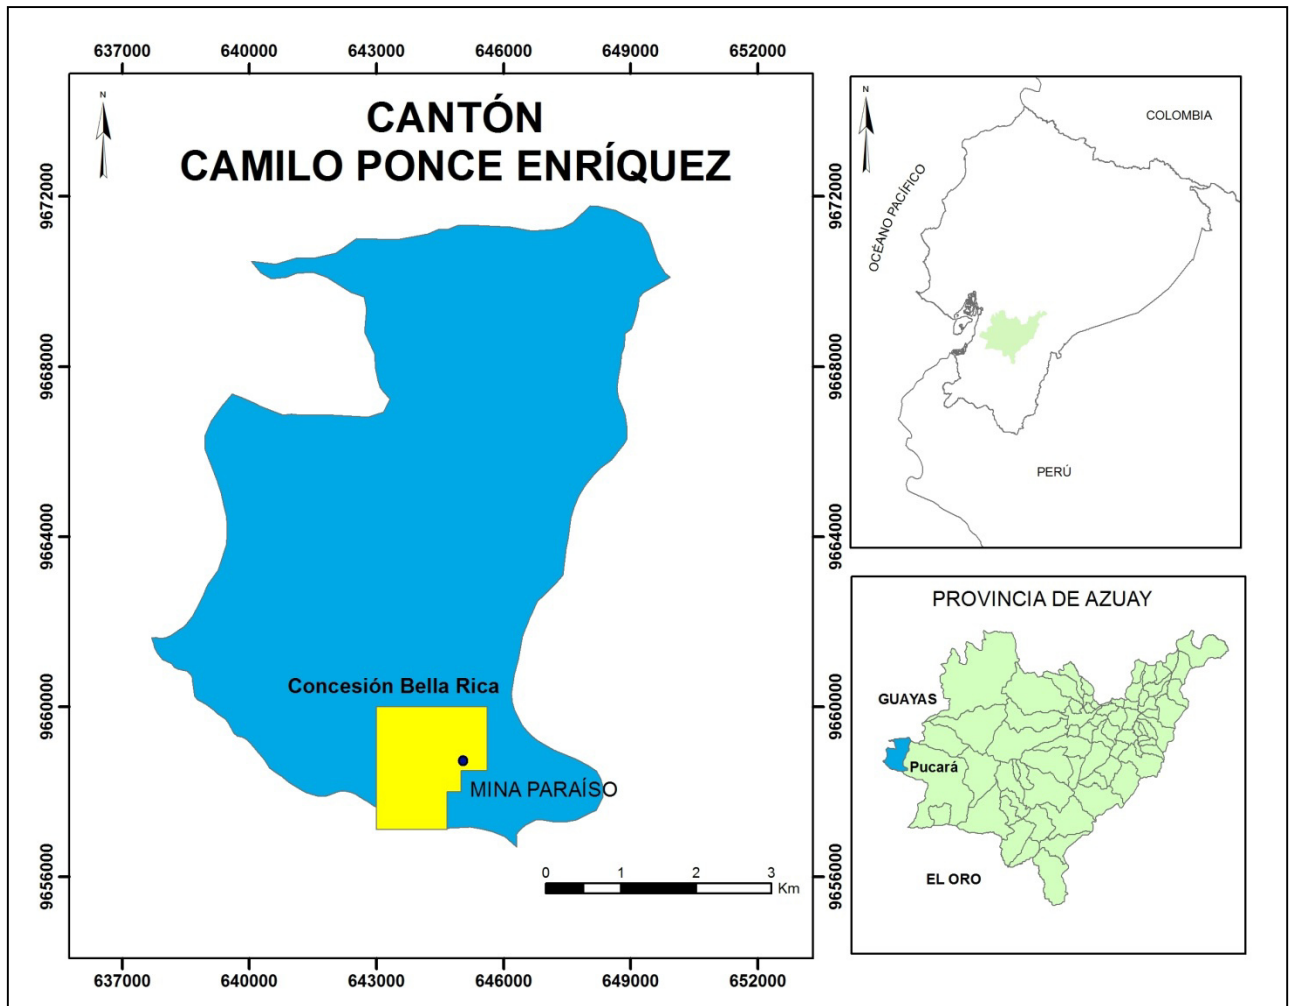 637000 640000 643000 646000 649000 652000
N
CANTÓN
CAMILO PONCE ENRÍQUEZ
9672000 9672000
9668000 9668000
9664000 9664000
9660000 9660000
9656000 9656000
Concesión Bella Rica
MINA PARAÍSO
0 1 2 3
Km
637000 640000 643000 646000 649000 652000
N
COLOMBIA
OCÉANO PACÍFICO
PERÚ
PROVINCIA DE AZUAY
GUAYAS
Pucará
EL ORO